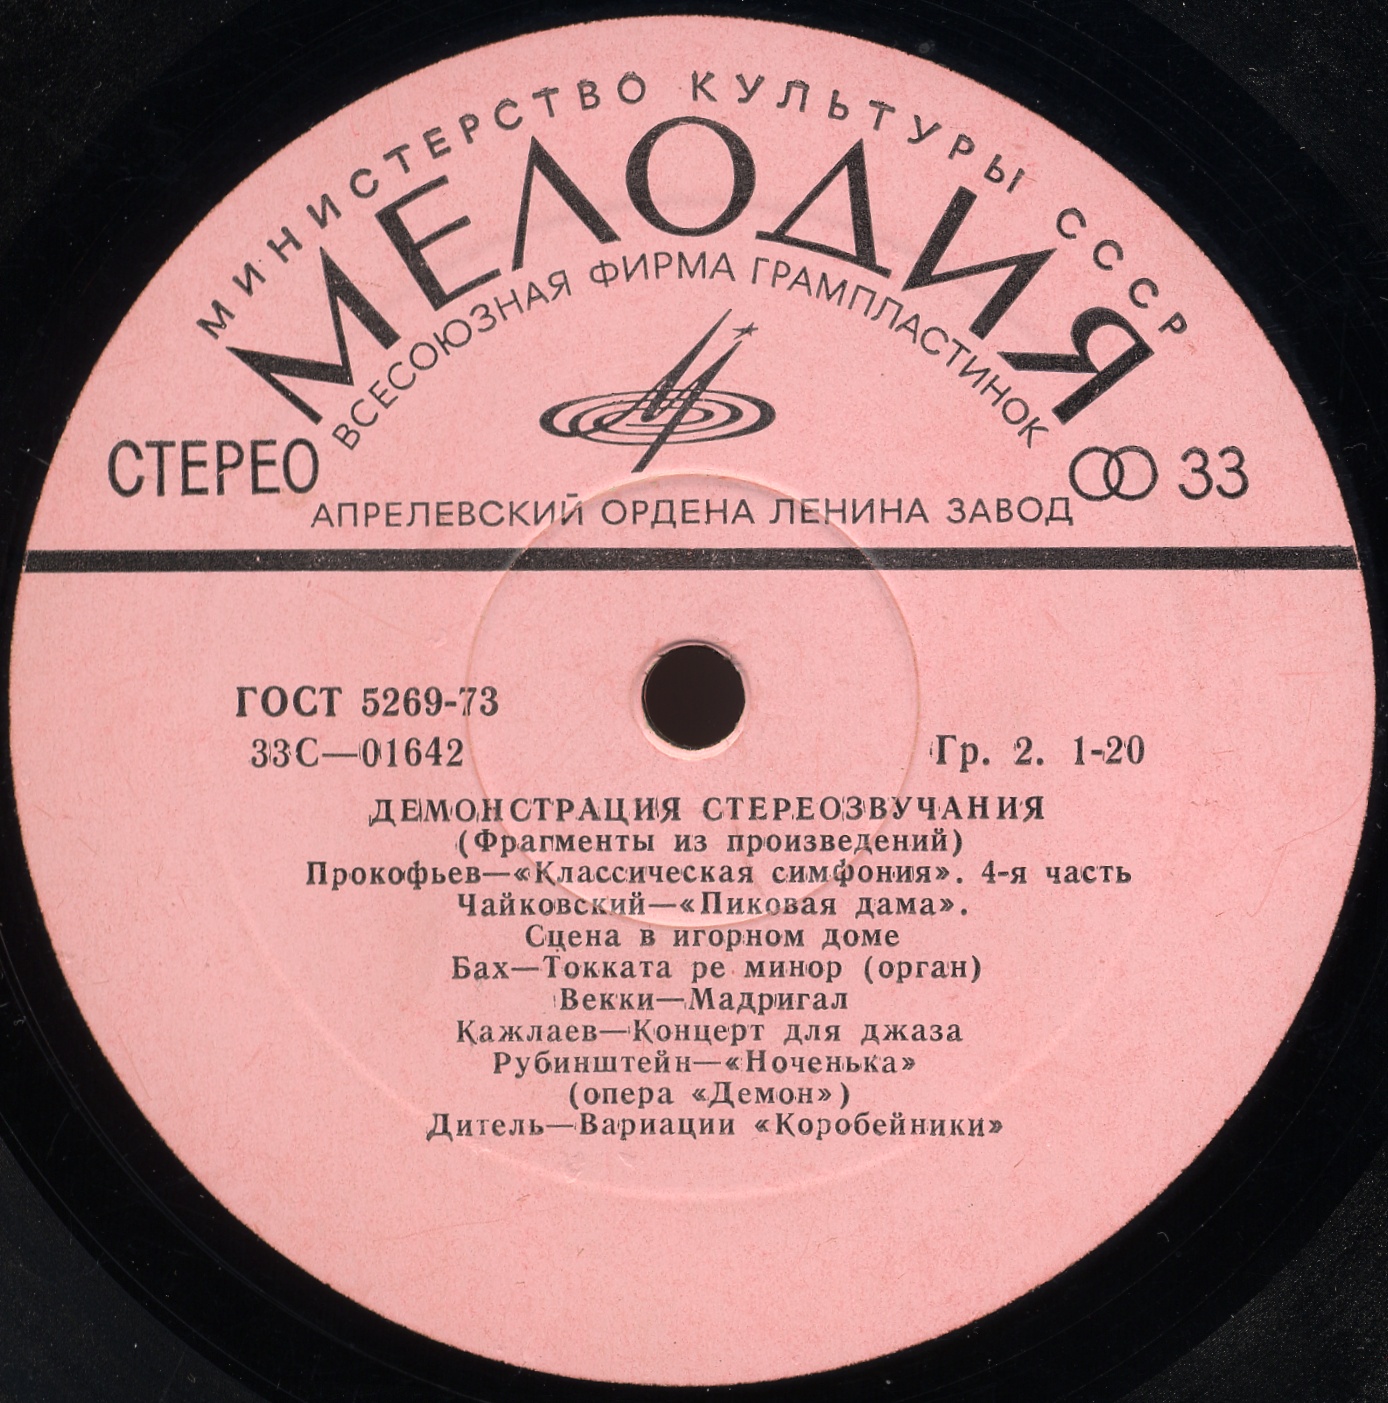 МИНИСТЕРСТВО КУЛЬТУРЫ СССР
МЕЛОДИЯ
ВСЕСОЮЗНАЯ ФИРМА ГРАМПЛАСТИНОК
СТЕРЕО
33
АПРЕЛЕВСКИЙ ОРДЕНА ЛЕНИНА ЗАВОД
ГОСТ 5269-73
33С—01642
Гр. 2. 1-20
ДЕМОНСТРАЦИЯ СТЕРЕОЗВУЧАНИЯ
(Фрагменты из произведений)
Прокофьев—«Классическая симфония». 4-я часть
Чайковский—«Пиковая дама».
Сцена в игорном доме
Бах—Токката ре минор (орган)
Векки—Мадригал
Кажлаев—Концерт для джаза
Рубинштейн—«Ноченька»
(опера «Демон»)
Дитель—Вариации «Коробейники»